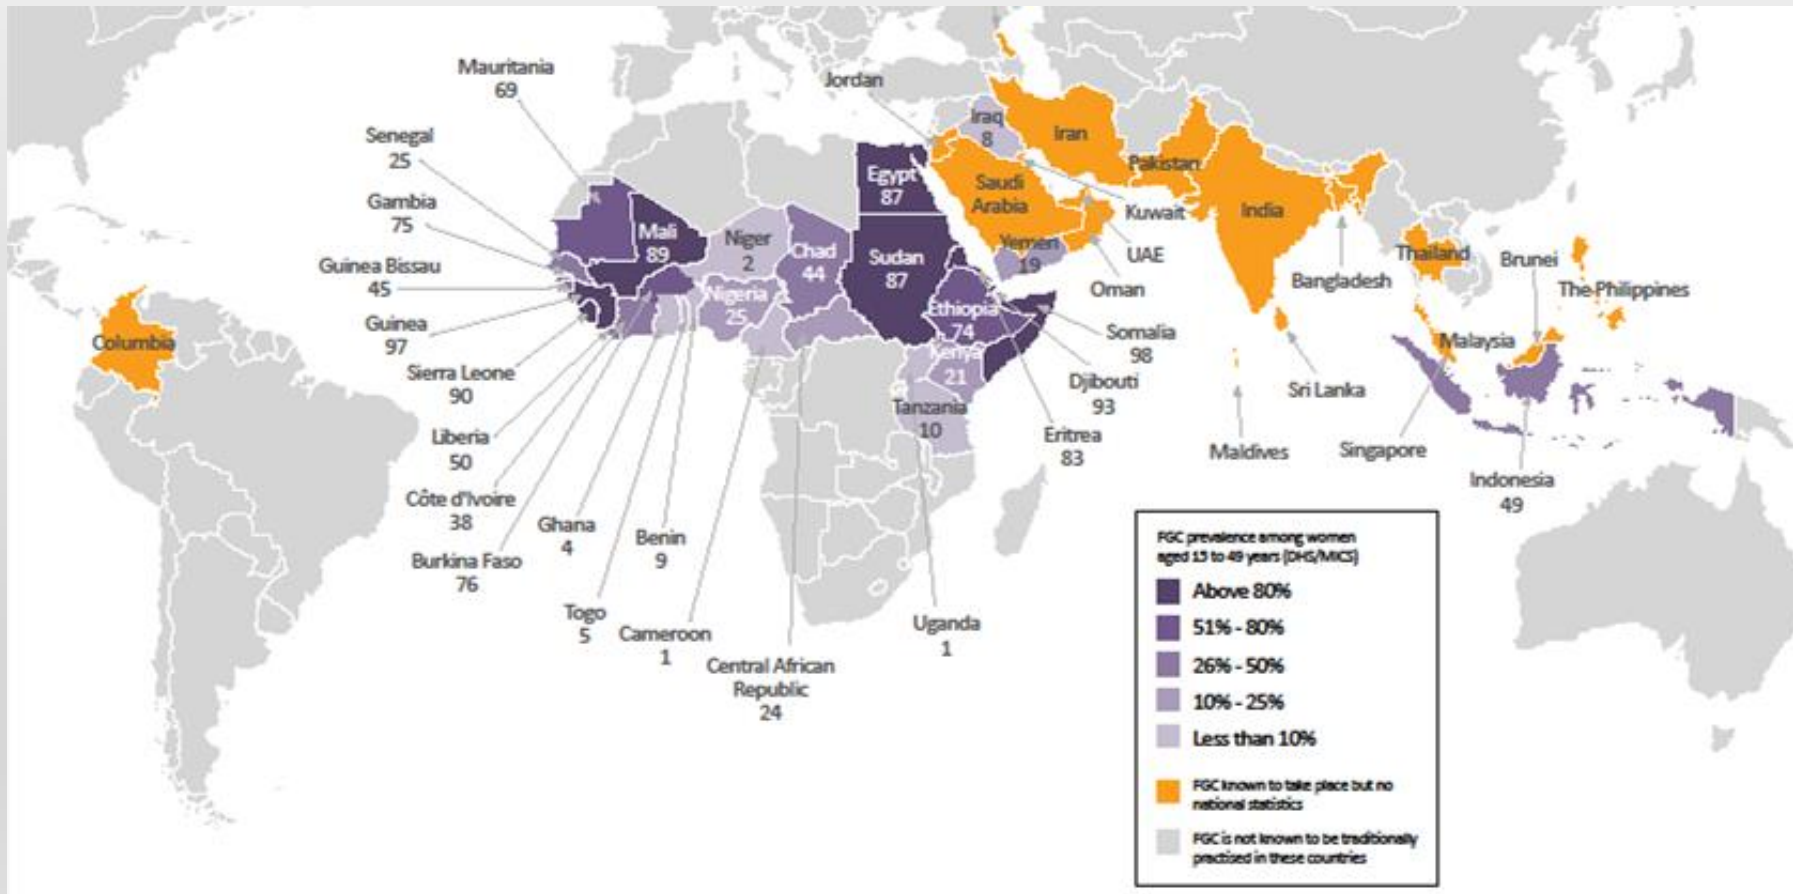 Mauritania
69
Senegal
25
Gambia
75
Guinea Bissau
45
Guinea
97
Sierra Leone
90
Liberia
50
Côte d'Ivoire
38
Burkina Faso
76
Ghana
4
Togo
5
Benin
9
Cameroon
1
Central African
Republic
24
Uganda
1
Columbia
Mali
89
Niger
2
Chad
44
Nigeria
25
Egypt
87
Sudan
87
Ethiopia
74
Kenya
21
Tanzania
10
Eritrea
83
Djibouti
93
Somalia
98
Jordan
Iraq
8
Iran
Saudi
Arabia
Yemen
19
Kuwait
UAE
Oman
Pakistan
India
Bangladesh
Sri Lanka
Maldives
Thailand
Malaysia
Singapore
Brunei
The Philippines
Indonesia
49
FGC prevalence among women
aged 15 to 49 years (DHS/MICS)
Above 80%
51% - 80%
26% - 50%
10% - 25%
Less than 10%
FGC known to take place but no
national statistics
FGC is not known to be traditionally
practised in these countries